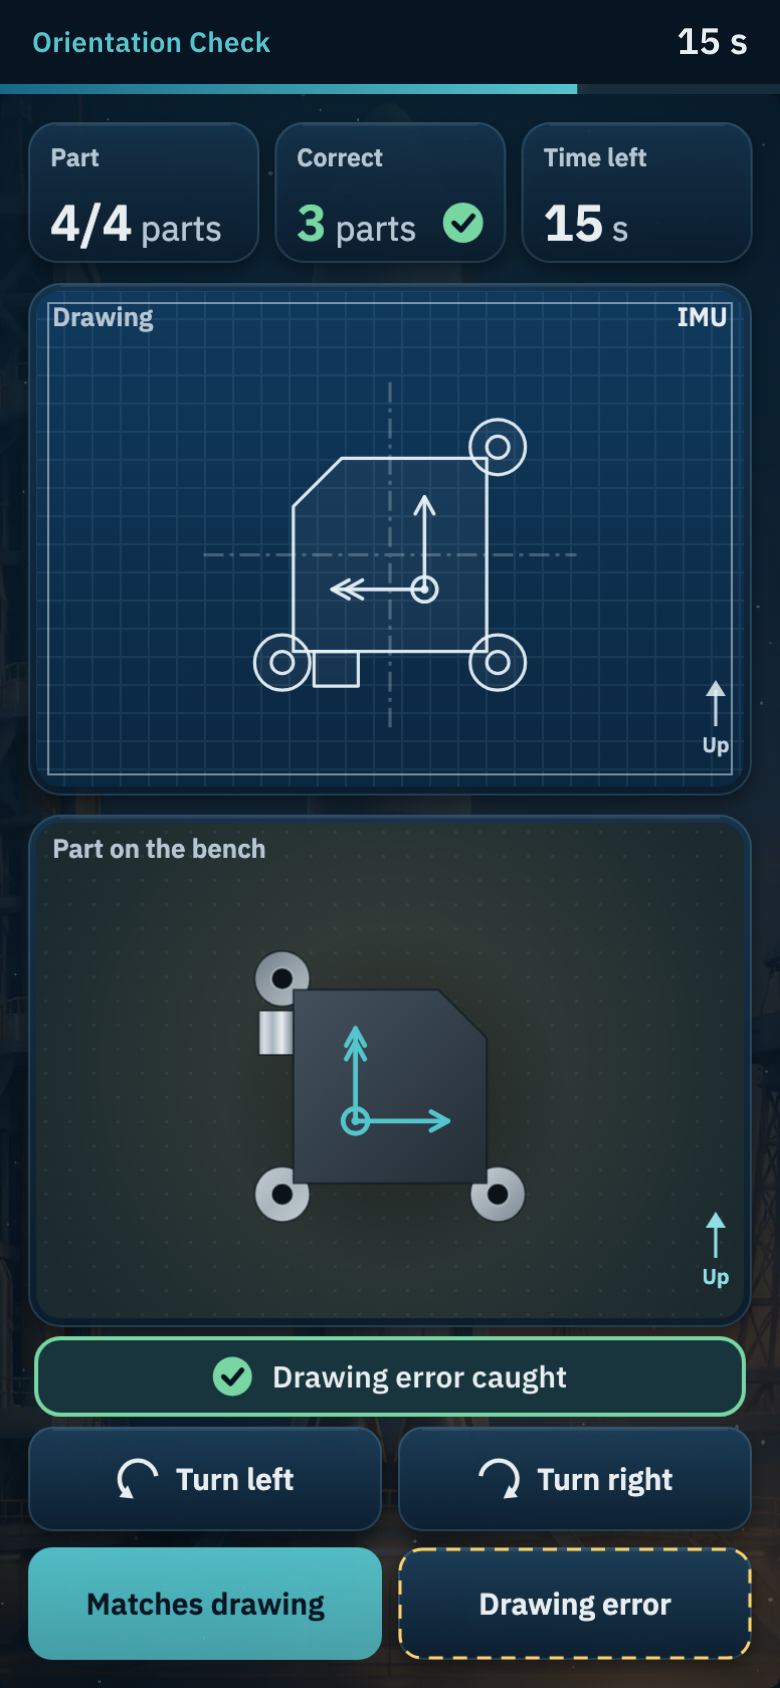 Orientation Check
15 s
Part
4/4 parts
Correct
3 parts
Time left
15 s
Drawing
IMU
Up
Part on the bench
Up
Drawing error caught
Turn left
Turn right
Matches drawing
Drawing error